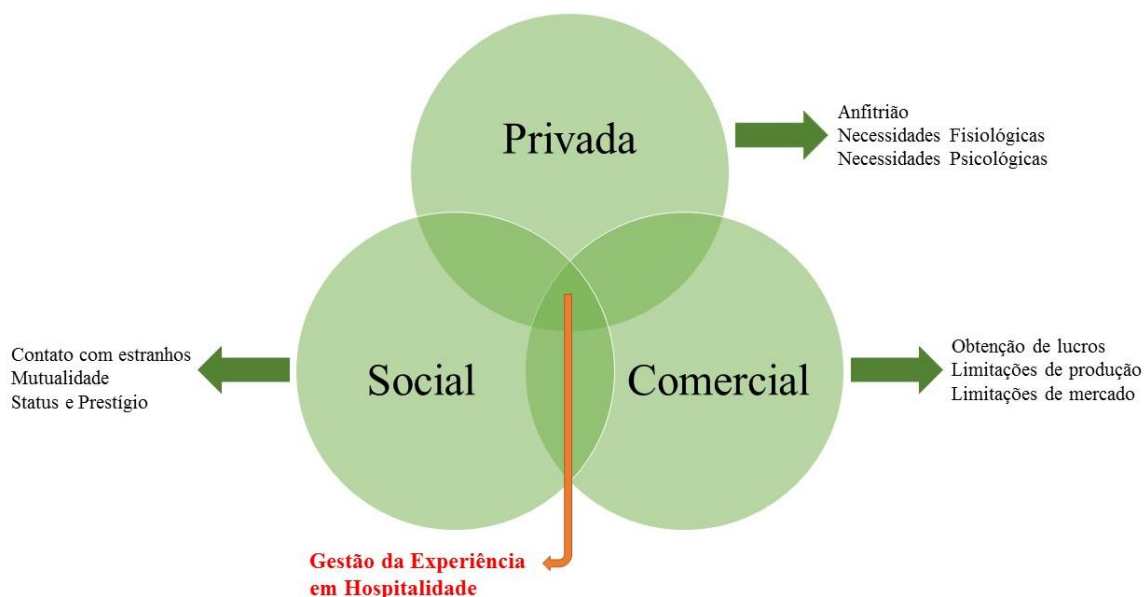 Privada
Anfitrião
Necessidades Fisiológicas
Necessidades Psicológicas
Contato com estranhos
Mutualidade
Status e Prestígio
Social
Comercial
Obtenção de lucros
Limitações de produção
Limitações de mercado
Gestão da Experiência
em Hospitalidade